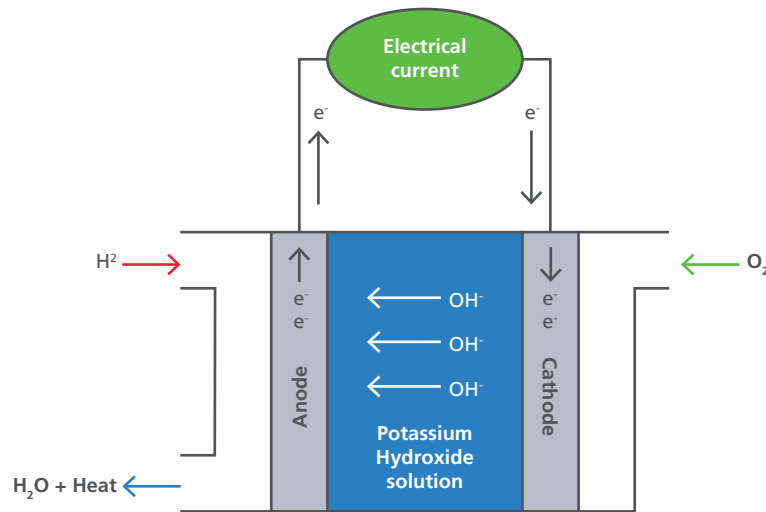 Electrical
current
e⁻
e⁻
H²
O₂
e⁻
e⁻
e⁻
e⁻
OH⁻
OH⁻
OH⁻
Anode
Cathode
Potassium
Hydroxide
solution
H₂O + Heat